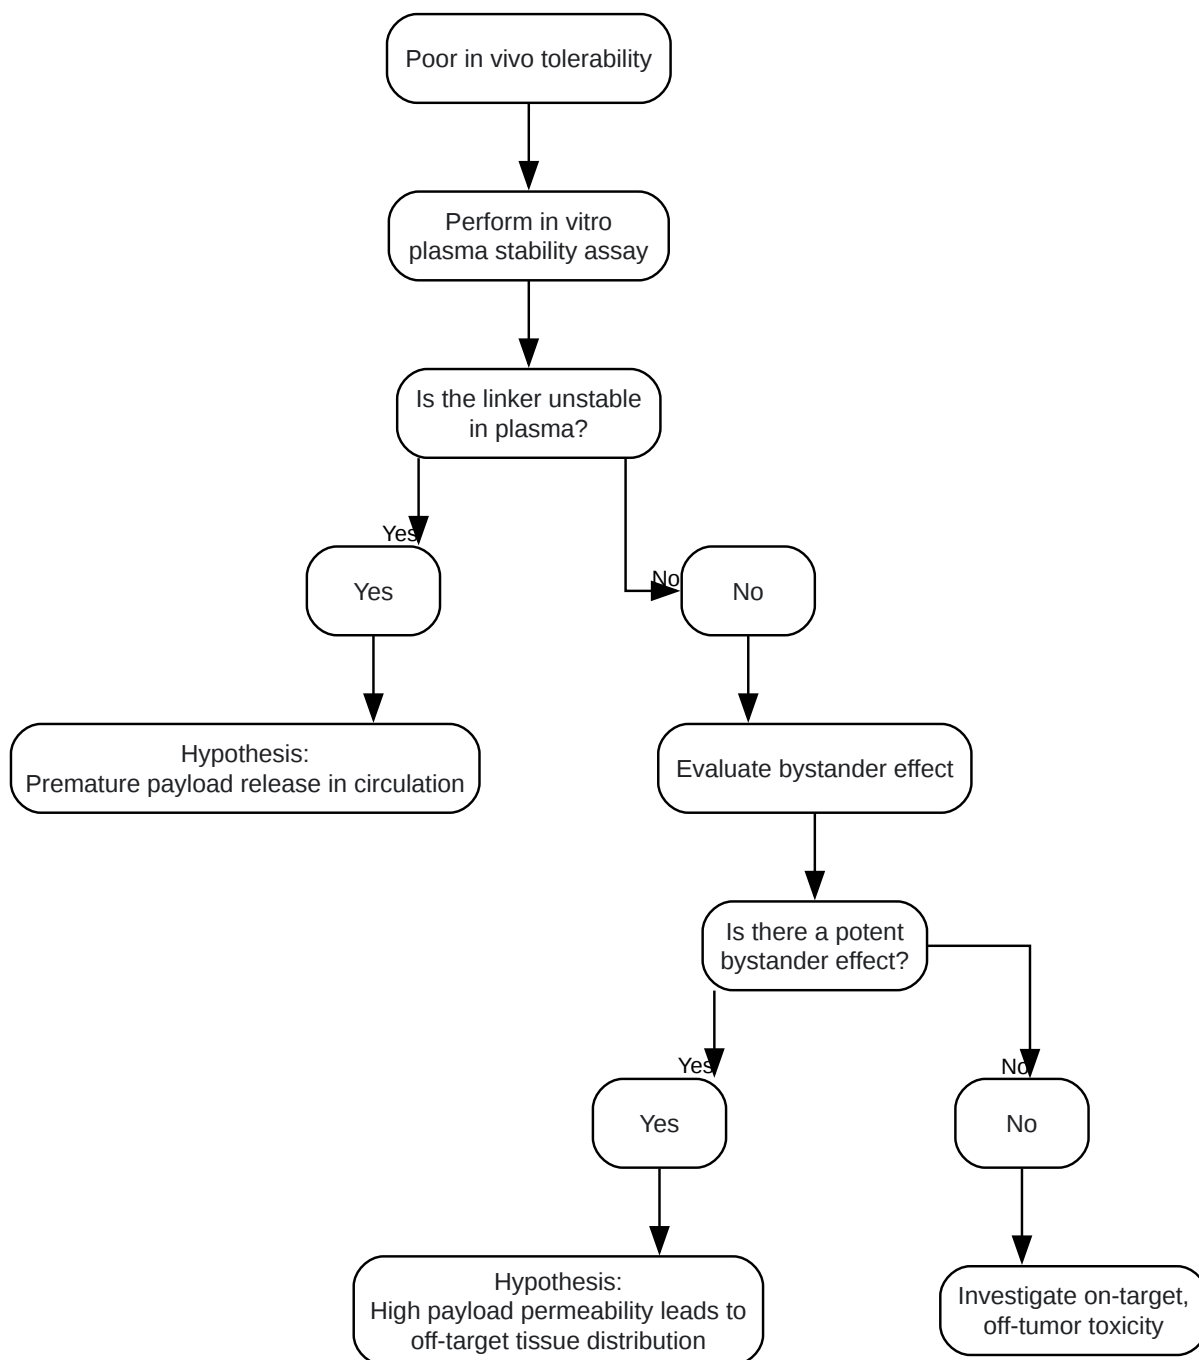 Poor in vivo tolerability
Perform in vitro
plasma stability assay
Is the linker unstable
in plasma?
Yes
No
Yes
No
Hypothesis:
Premature payload release in circulation
Evaluate bystander effect
Is there a potent
bystander effect?
Yes
No
Yes
No
Hypothesis:
High payload permeability leads to
off-target tissue distribution
Investigate on-target,
off-tumor toxicity